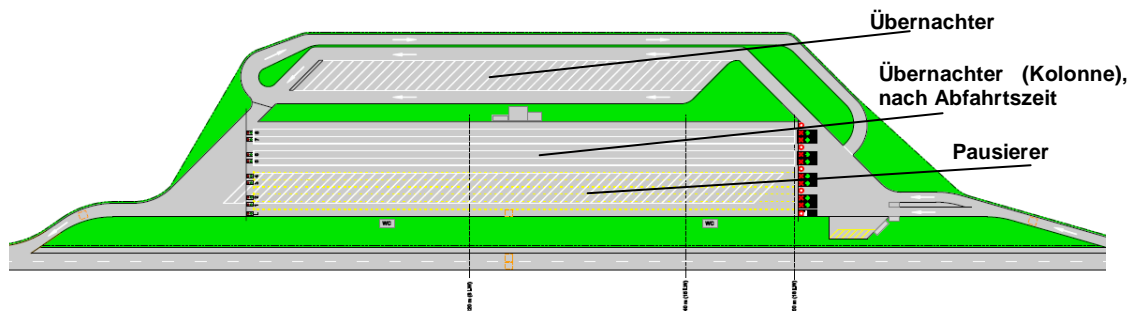 Übernachter
Übernachter (Kolonne),
nach Abfahrtszeit
Pausierer
WC
WC